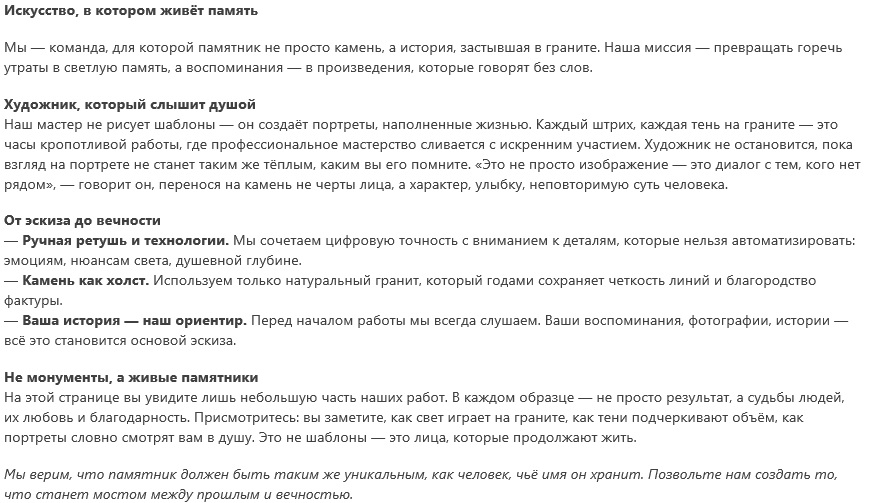 Искусство, в котором живёт память
Мы — команда, для которой памятник не просто камень, а история, застывшая в граните. Наша миссия — превращать горечь
утраты в светлую память, а воспоминания — в произведения, которые говорят без слов.
Художник, который слышит душой
Наш мастер не рисует шаблоны — он создаёт портреты, наполненные жизнью. Каждый штрих, каждая тень на граните — это
часы кропотливой работы, где профессиональное мастерство сливается с искренним участием. Художник не остановится, пока
взгляд на портрете не станет таким же тёплым, каким вы его помните. «Это не просто изображение — это диалог с тем, кого нет
рядом», — говорит он, перенося на камень не черты лица, а характер, улыбку, неповторимую суть человека.
От эскиза до вечности
— Ручная ретушь и технологии. Мы сочетаем цифровую точность с вниманием к деталям, которые нельзя автоматизировать:
эмоциям, нюансам света, душевной глубине.
— Камень как холст. Используем только натуральный гранит, который годами сохраняет четкость линий и благородство
фактуры.
— Ваша история — наш ориентир. Перед началом работы мы всегда слушаем. Ваши воспоминания, фотографии, истории —
всё это становится основой эскиза.
Не монументы, а живые памятники
На этой странице вы увидите лишь небольшую часть наших работ. В каждом образце — не просто результат, а судьбы людей,
их любовь и благодарность. Присмотритесь: вы заметите, как свет играет на граните, как тени подчеркивают объём, как
портреты словно смотрят вам в душу. Это не шаблоны — это лица, которые продолжают жить.
Мы верим, что памятник должен быть таким же уникальным, как человек, чьё имя он хранит. Позвольте нам создать то,
что станет мостом между прошлым и вечностью.